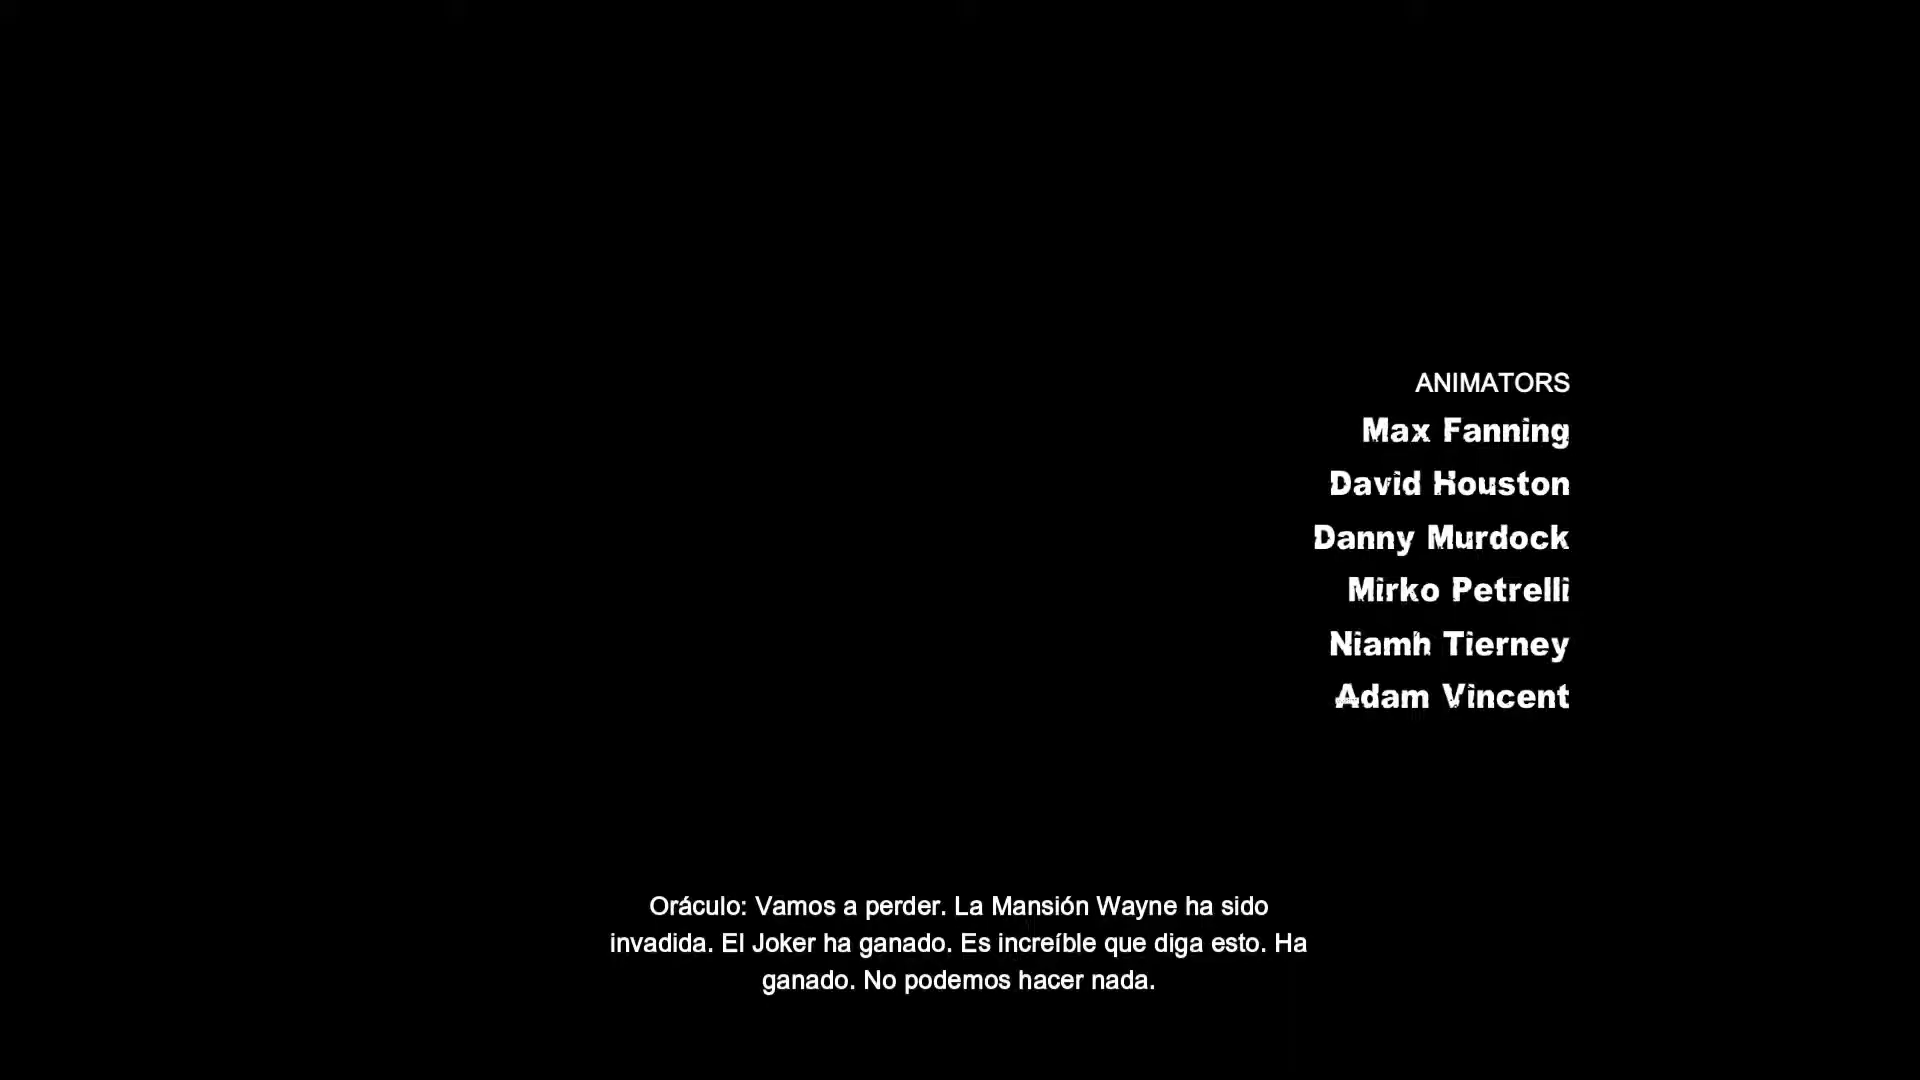 ANIMATORS
Max Fanning
David Houston
Danny Murdock
Mirko Petrelli
Niamh Tierney
Adam Vincent
Oráculo: Vamos a perder. La Mansión Wayne ha sido
invadida. El Joker ha ganado. Es increíble que diga esto. Ha
ganado. No podemos hacer nada.